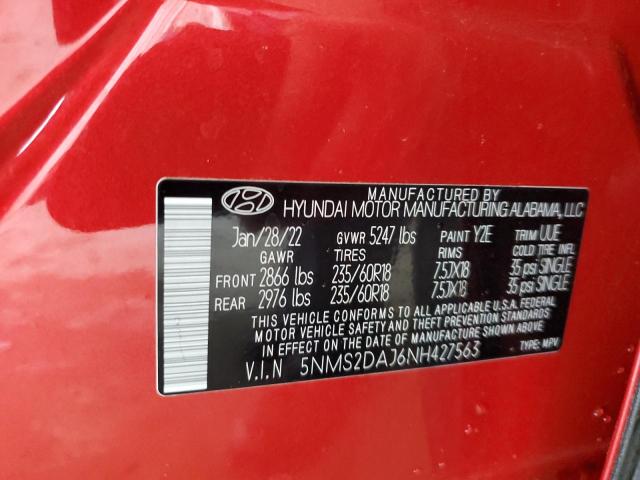 MANUFACTURED BY
HYUNDAI MOTOR MANUFACTURING ALABAMA, LLC
Jan/28/22 GVWR 5247 lbs PAINT Y2E TRIM UUE
GAWR TIRES RIMS COLD TIRE INFL
FRONT 2866 lbs 235/60R18 7.5JX18 35 psi SINGLE
REAR 2976 lbs 235/60R18 7.5JX18 35 psi SINGLE
THIS VEHICLE CONFORMS TO ALL APPLICABLE U.S.A. FEDERAL
MOTOR VEHICLE SAFETY AND THEFT PREVENTION STANDARDS
IN EFFECT ON THE DATE OF MANUFACTURE SHOWN ABOVE.
V.I.N 5NMS2DAJ6NH427563 TYPE: MPV